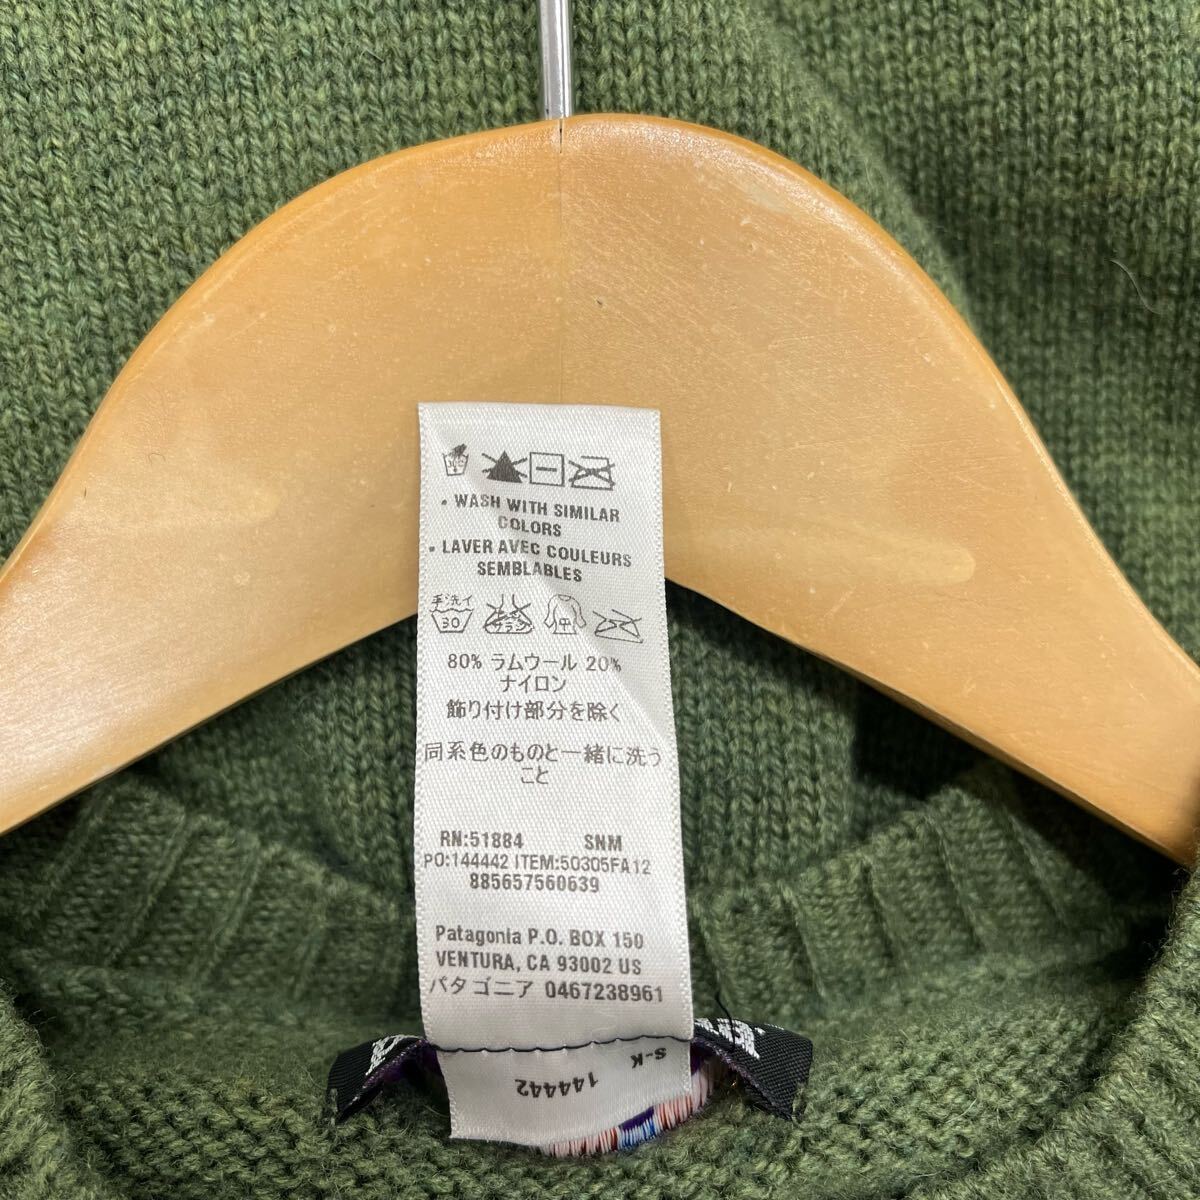 • WASH WITH SIMILAR
COLORS
• LAVER AVEC COULEURS
SEMBLABLES
手洗イ
30
80% ラムウール 20%
ナイロン
飾り付け部分を除く
同系色のものと一緒に洗う
こと
RN:51884 SNM
PO:144442 ITEM:50305FA12
885657560639
Patagonia P.O. BOX 150
VENTURA, CA 93002 US
パタゴニア 0467238961
S-K
144442